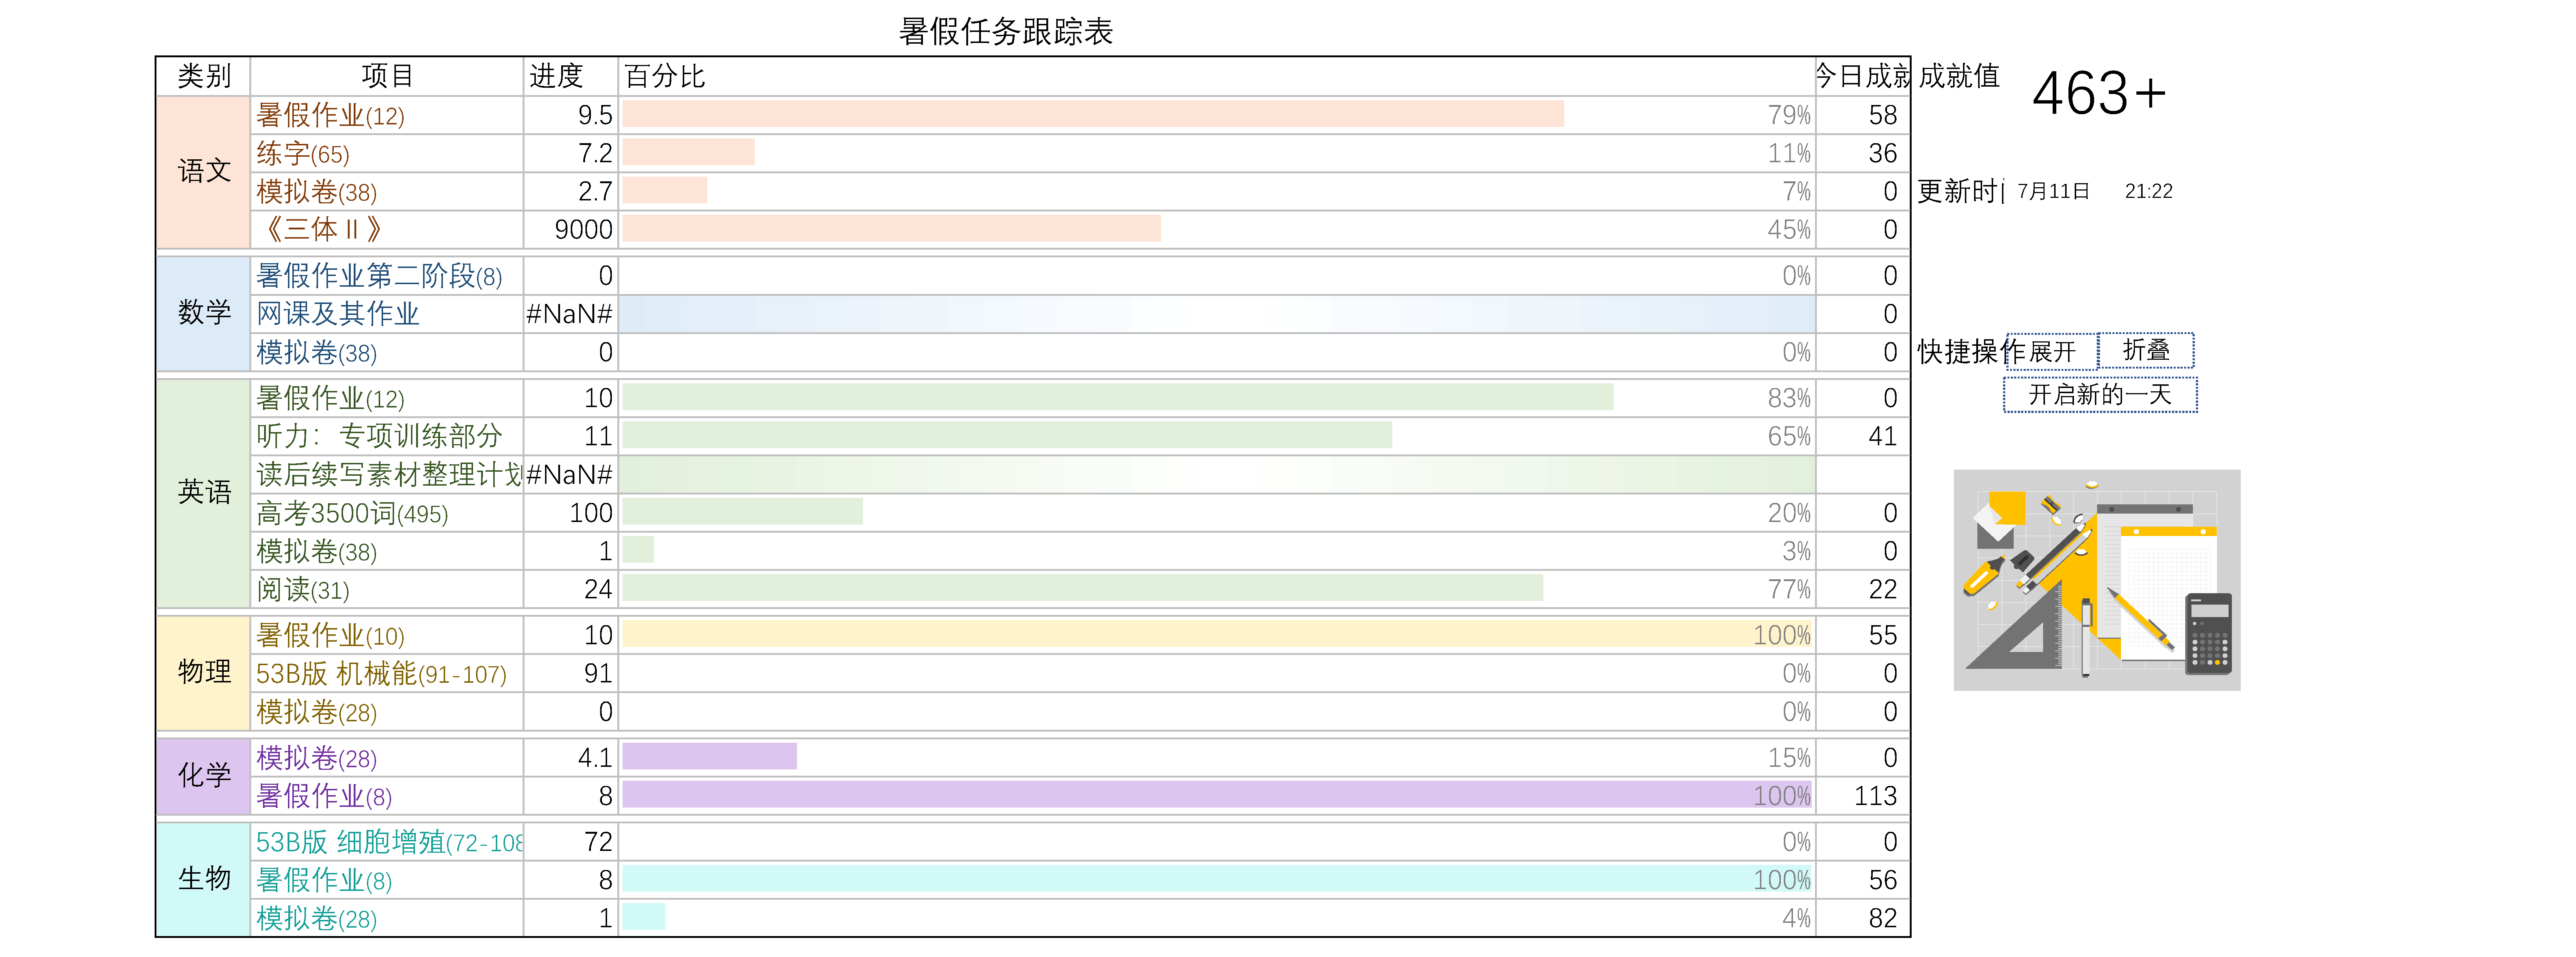 暑假任务跟踪表
类别 项目 进度 百分比 今日成就 成就值 463+
语文
暑假作业(12) 9.5 79% 58
练字(65) 7.2 11% 36
模拟卷(38) 2.7 7% 0 更新时间 7月11日 21:22
《三体Ⅱ》 9000 45% 0
数学
暑假作业第二阶段(8) 0 0% 0
网课及其作业 #NaN# 0
模拟卷(38) 0 0% 0 快捷操作 展开 折叠
开启新的一天
英语
暑假作业(12) 10 83% 0
听力：专项训练部分 11 65% 41
读后续写素材整理计划 #NaN#
高考3500词(495) 100 20% 0
模拟卷(38) 1 3% 0
阅读(31) 24 77% 22
物理
暑假作业(10) 10 100% 55
53B版 机械能(91-107) 91 0% 0
模拟卷(28) 0 0% 0
化学
模拟卷(28) 4.1 15% 0
暑假作业(8) 8 100% 113
生物
53B版 细胞增殖(72-108 72 0% 0
暑假作业(8) 8 100% 56
模拟卷(28) 1 4% 82